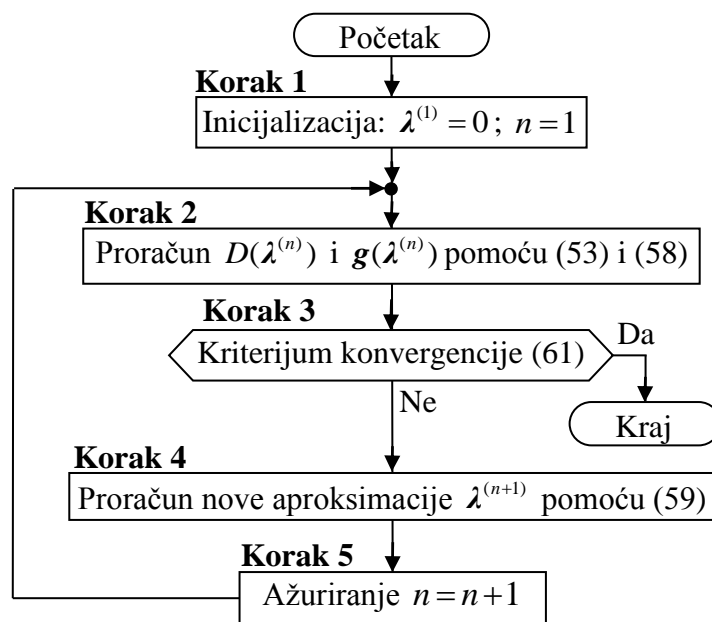 Početak
Korak 1
Inicijalizacija: λ^(1) = 0 ; n = 1
Korak 2
Proračun D(λ^(n)) i g(λ^(n)) pomoću (53) i (58)
Korak 3
Kriterijum konvergencije (61)
Da
Ne
Kraj
Korak 4
Proračun nove aproksimacije λ^(n+1) pomoću (59)
Korak 5
Ažuriranje n = n + 1